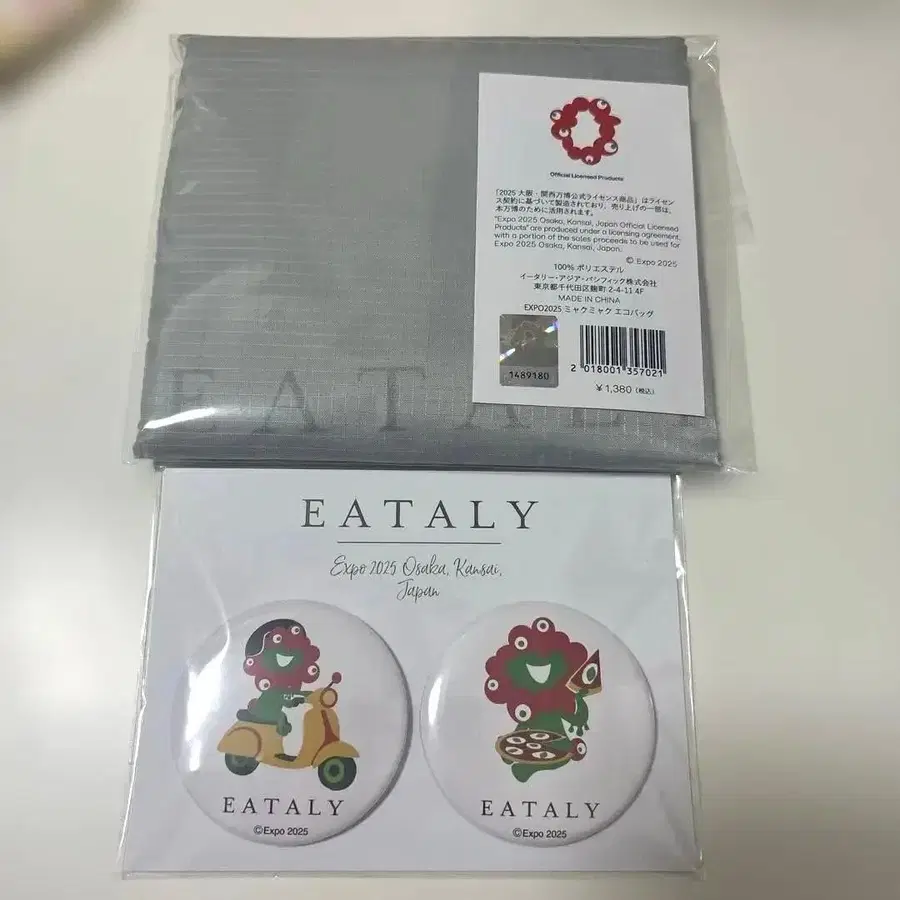 Official Licensed Products
「2025 大阪・関西万博公式ライセンス商品」はライセン
ス契約に基づいて製造されており、売り上げの一部は、
本万博のために活用されます。
"Expo 2025 Osaka, Kansai, Japan Official Licensed
Products" are produced under a licensing agreement,
with a portion of the sales proceeds to be used for
Expo 2025 Osaka, Kansai, Japan.
© Expo 2025
100% ポリエステル
イータリー・アジア・パシフィック株式会社
東京都千代田区麹町 2-4-11 4F
MADE IN CHINA
EXPO2025 ミャクミャク エコバッグ
1489180
2 018001 357021
¥1,380 (税込)
EATALY
EATALY
Expo 2025 Osaka, Kansai,
Japan
EATALY
©Expo 2025
EATALY
©Expo 2025